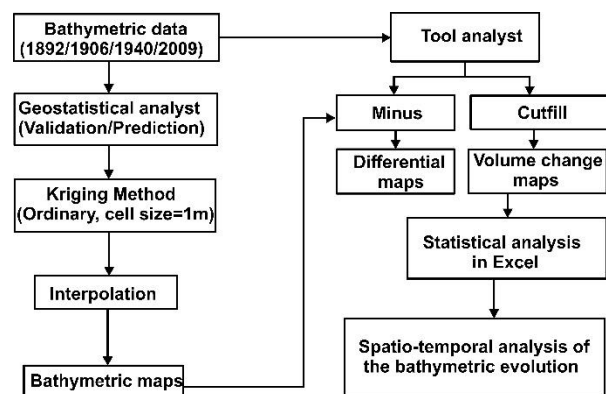 Bathymetric data
(1892/1906/1940/2009)
Geostatistical analyst
(Validation/Prediction)
Kriging Method
(Ordinary, cell size=1m)
Interpolation
Bathymetric maps
Tool analyst
Minus
Cutfill
Differential
maps
Volume change
maps
Statistical analysis
in Excel
Spatio-temporal analysis of
the bathymetric evolution